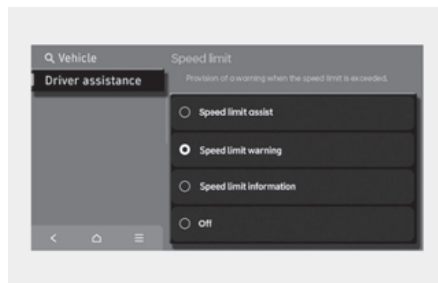 Vehicle
Driver assistance
Speed limit
Provision of a warning when the speed limit is exceeded.
Speed limit assist
Speed limit warning
Speed limit information
Off